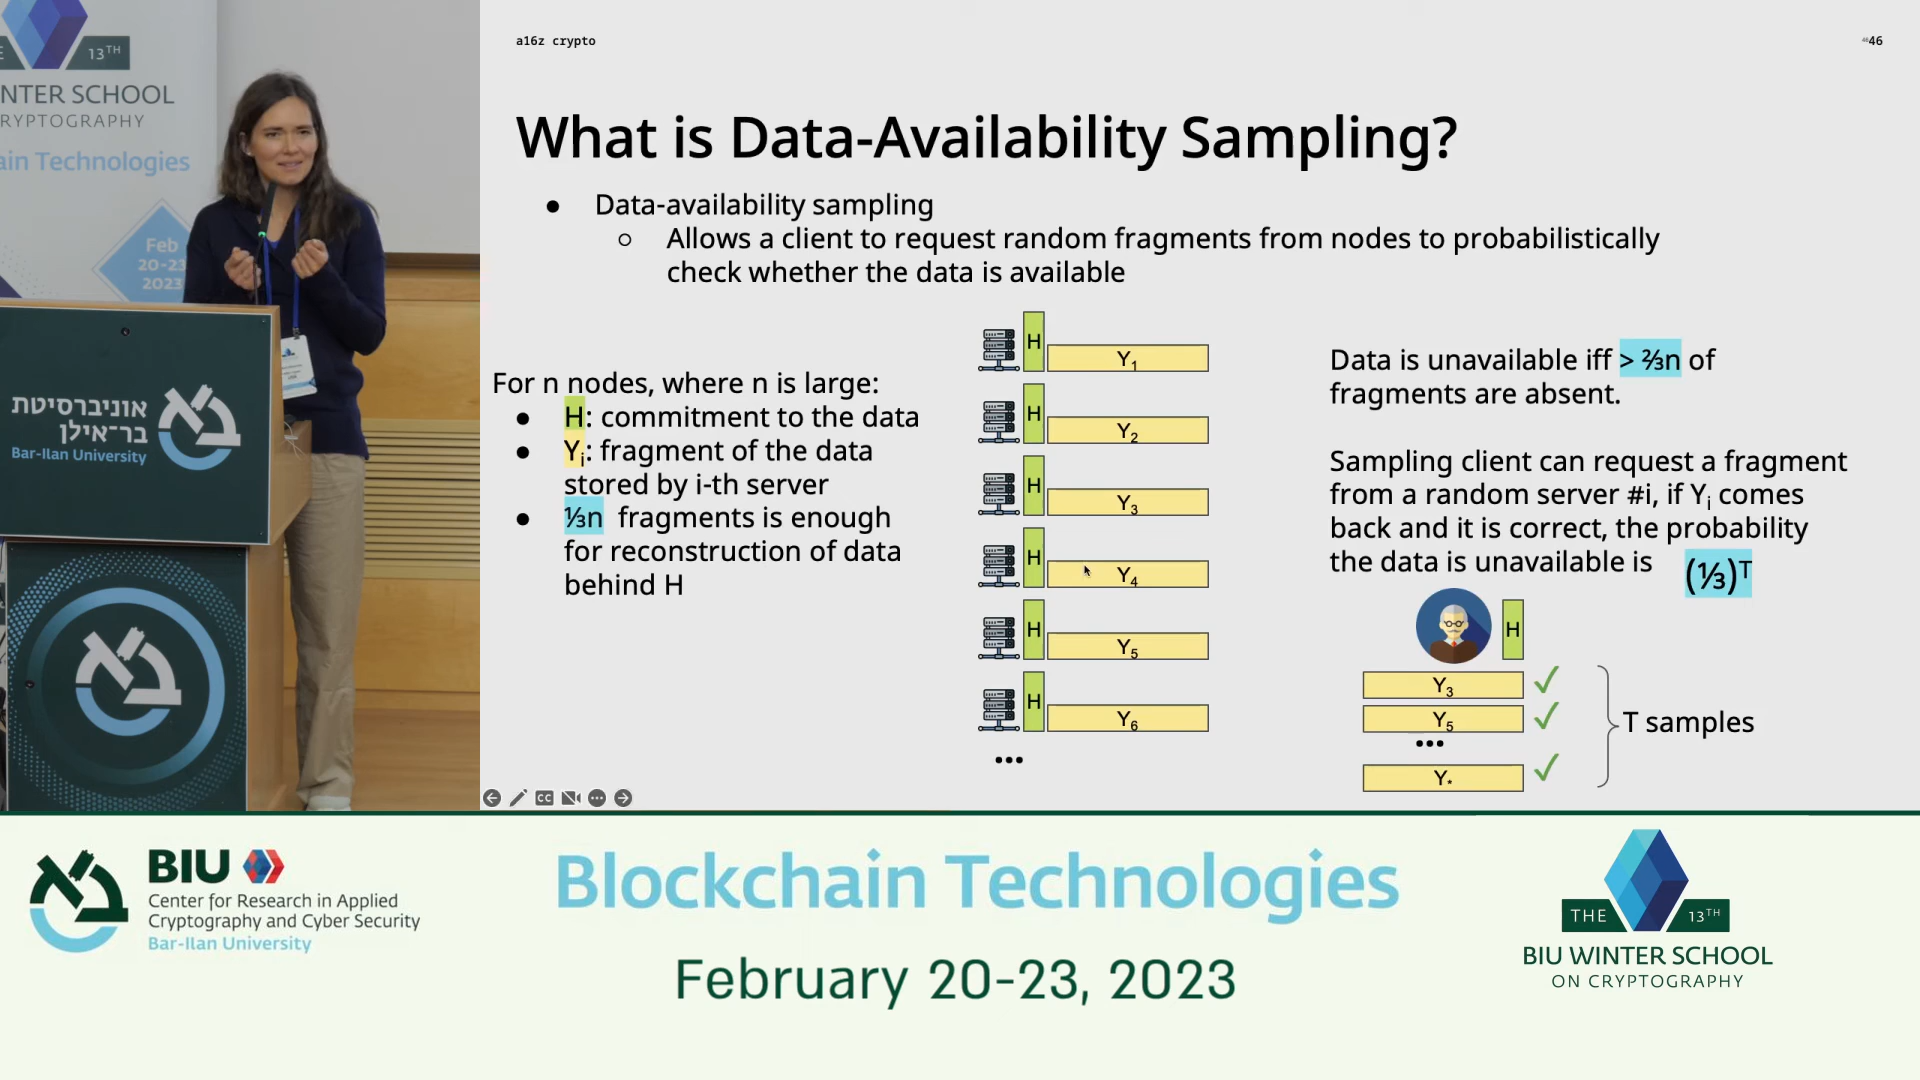 a16z crypto
46
What is Data-Availability Sampling?
● Data-availability sampling
○ Allows a client to request random fragments from nodes to probabilistically
check whether the data is available
For n nodes, where n is large:
● H: commitment to the data
● Yi: fragment of the data
stored by i-th server
● ⅓n fragments is enough
for reconstruction of data
behind H
H
Y1
H
Y2
H
Y3
H
Y4
H
Y5
H
Y6
•••
Data is unavailable iff > ⅔n of
fragments are absent.
Sampling client can request a fragment
from a random server #i, if Yi comes
back and it is correct, the probability
the data is unavailable is (⅓)T
H
Y3
Y5
•••
Y*
T samples
CC
13TH
NTER SCHOOL
RYPTOGRAPHY
ain Technologies
Feb
20-23
2023
אוניברסיטת
בר־אילן
Bar-Ilan University
BIU
Center for Research in Applied
Cryptography and Cyber Security
Bar-Ilan University
Blockchain Technologies
February 20-23, 2023
THE 13TH
BIU WINTER SCHOOL
ON CRYPTOGRAPHY